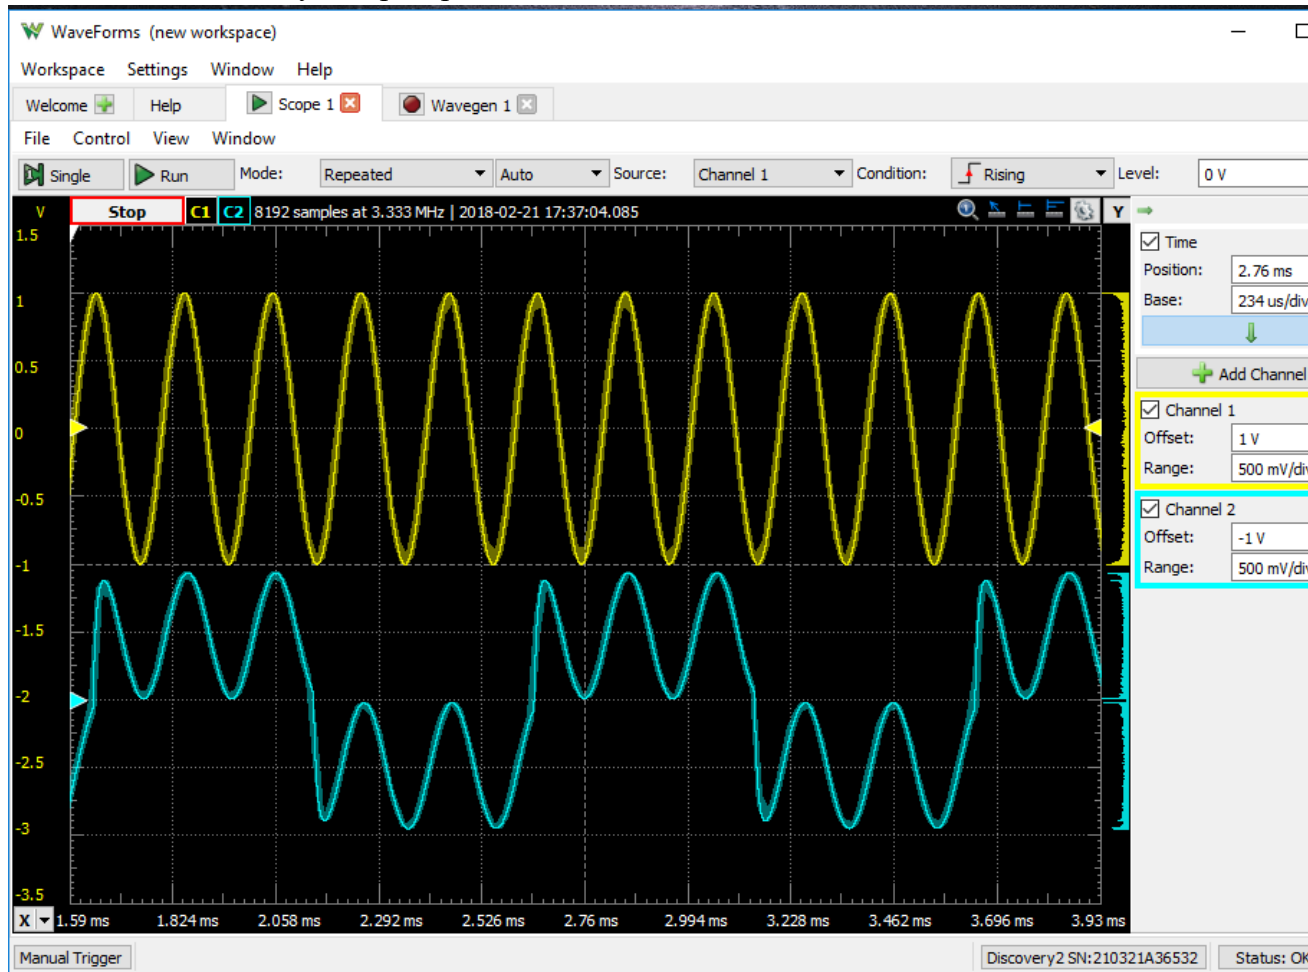 WaveForms (new workspace)
Workspace Settings Window Help
Welcome Help Scope 1 Wavegen 1
File Control View Window
Single Run Mode: Repeated Auto Source: Channel 1 Condition: Rising Level: 0 V
V Stop C1 C2 8192 samples at 3.333 MHz | 2018-02-21 17:37:04.085 Y
1.5
1
0.5
0
-0.5
-1
-1.5
-2
-2.5
-3
-3.5
X 1.59 ms 1.824 ms 2.058 ms 2.292 ms 2.526 ms 2.76 ms 2.994 ms 3.228 ms 3.462 ms 3.696 ms 3.93 ms
Time
Position: 2.76 ms
Base: 234 us/div
Add Channel
Channel 1
Offset: 1 V
Range: 500 mV/div
Channel 2
Offset: -1 V
Range: 500 mV/div
Manual Trigger Discovery2 SN:210321A36532 Status: OK